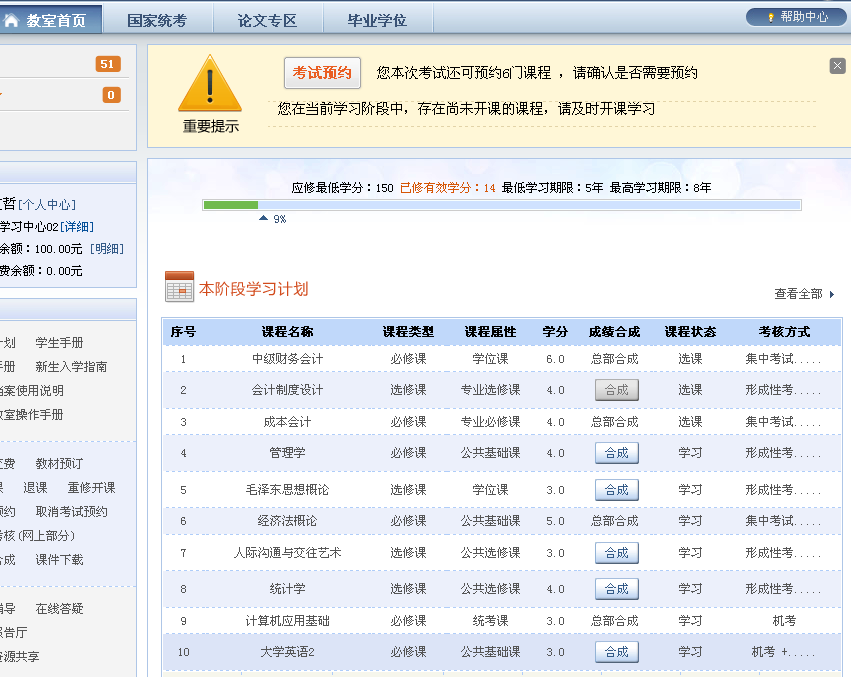 教室首页 国家统考 论文专区 毕业学位 帮助中心
51
0
考试预约 您本次考试还可预约6门课程 ，请确认是否需要预约
您在当前学习阶段中，存在尚未开课的课程，请及时开课学习
重要提示
哲[个人中心]
学习中心02[详细]
余额：100.00元 [明细]
费余额：0.00元
应修最低学分：150 已修有效学分：14 最低学习期限：5年 最高学习期限：8年
9%
本阶段学习计划
查看全部
序号 课程名称 课程类型 课程属性 学分 成绩合成 课程状态 考核方式
1 中级财务会计 必修课 学位课 6.0 总部合成 选课 集中考试.....
2 会计制度设计 选修课 专业选修课 4.0 合成 选课 形成性考.....
3 成本会计 必修课 专业必修课 4.0 总部合成 选课 集中考试.....
4 管理学 必修课 公共基础课 4.0 合成 学习 形成性考.....
5 毛泽东思想概论 选修课 学位课 3.0 合成 学习 形成性考.....
6 经济法概论 必修课 公共基础课 5.0 总部合成 学习 集中考试.....
7 人际沟通与交往艺术 选修课 公共选修课 3.0 合成 学习 形成性考.....
8 统计学 选修课 公共选修课 4.0 合成 学习 形成性考.....
9 计算机应用基础 必修课 统考课 3.0 总部合成 学习 机考
10 大学英语2 必修课 公共基础课 3.0 合成 学习 机考 +.....
划 学生手册
册 新生入学指南
档案使用说明
教室操作手册
费 教材预订
课 退课 重修开课
预约 取消考试预约
考核(网上部分)
合成 课件下载
辅导 在线答疑
报告厅
资源共享